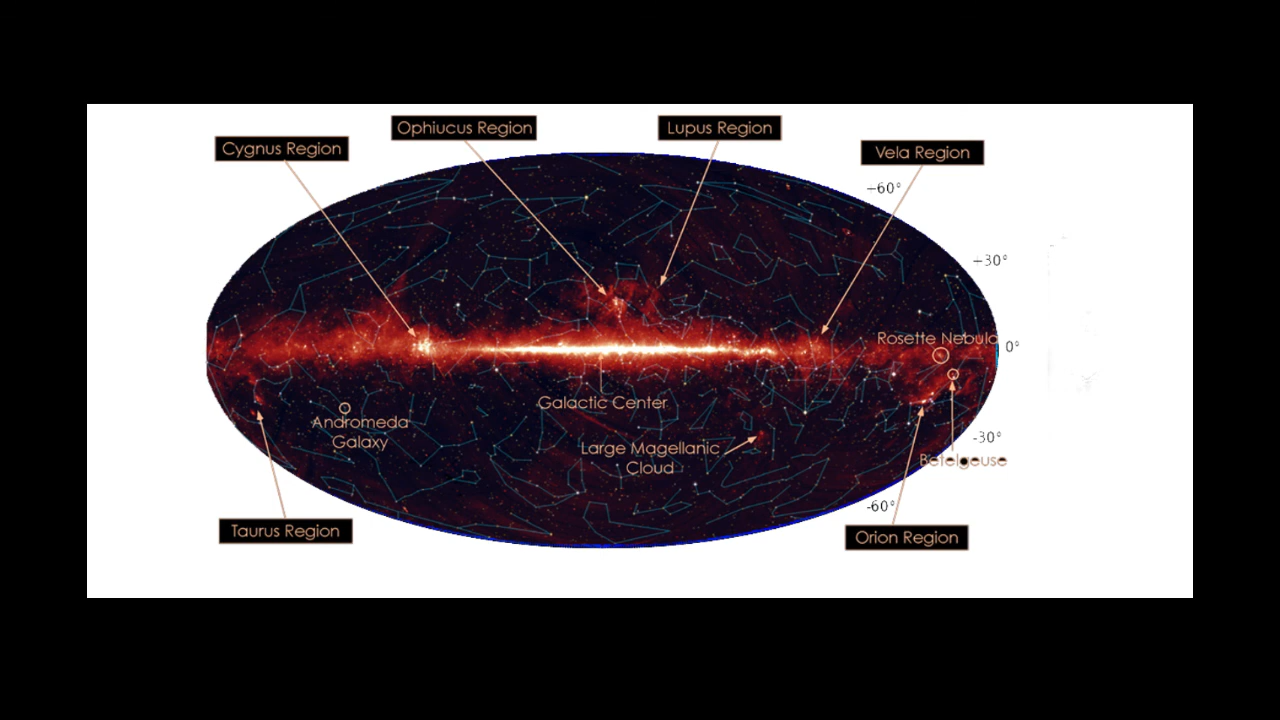 Ophiucus Region
Lupus Region
Cygnus Region
Vela Region
+60°
+30°
Rosette Nebula
0°
Galactic Center
Andromeda
Galaxy
-30°
Large Magellanic
Cloud
Betelgeuse
-60°
Taurus Region
Orion Region